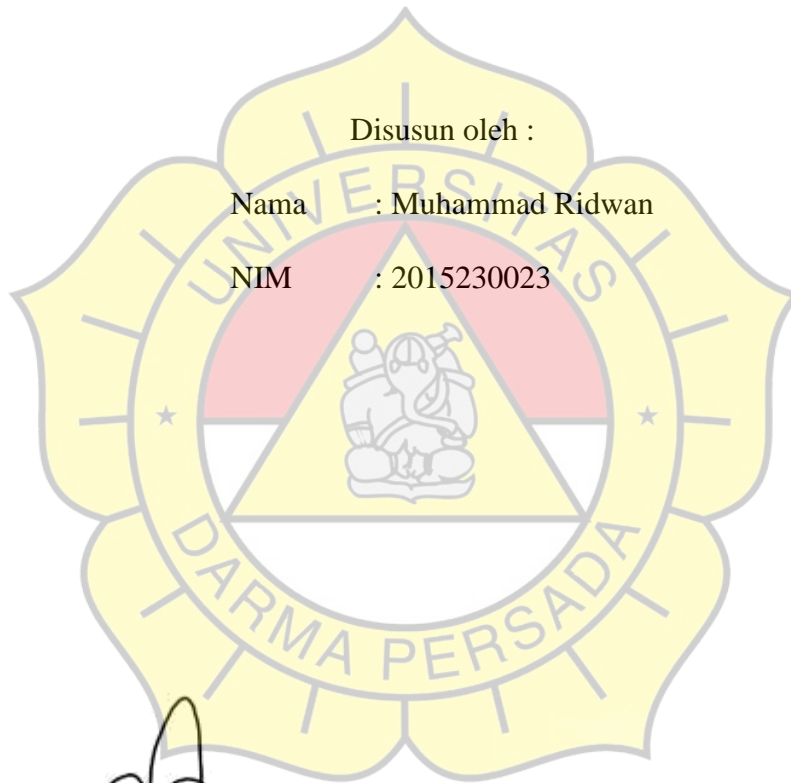 Disusun oleh :
Nama : Muhammad Ridwan
NIM : 2015230023
UNIVERSITAS
DARMA PERSADA